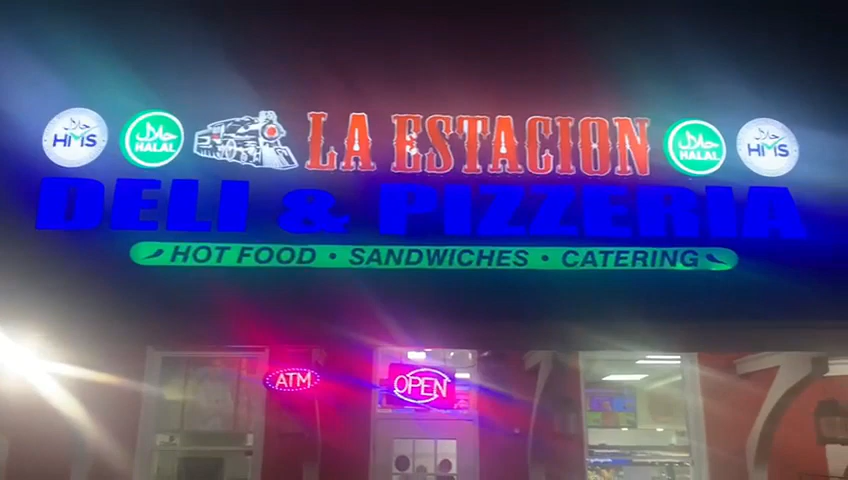 حلال HMS
حلال HALAL
LA ESTACION
حلال HALAL
حلال HMS
DELI & PIZZERIA
HOT FOOD • SANDWICHES • CATERING
ATM
OPEN